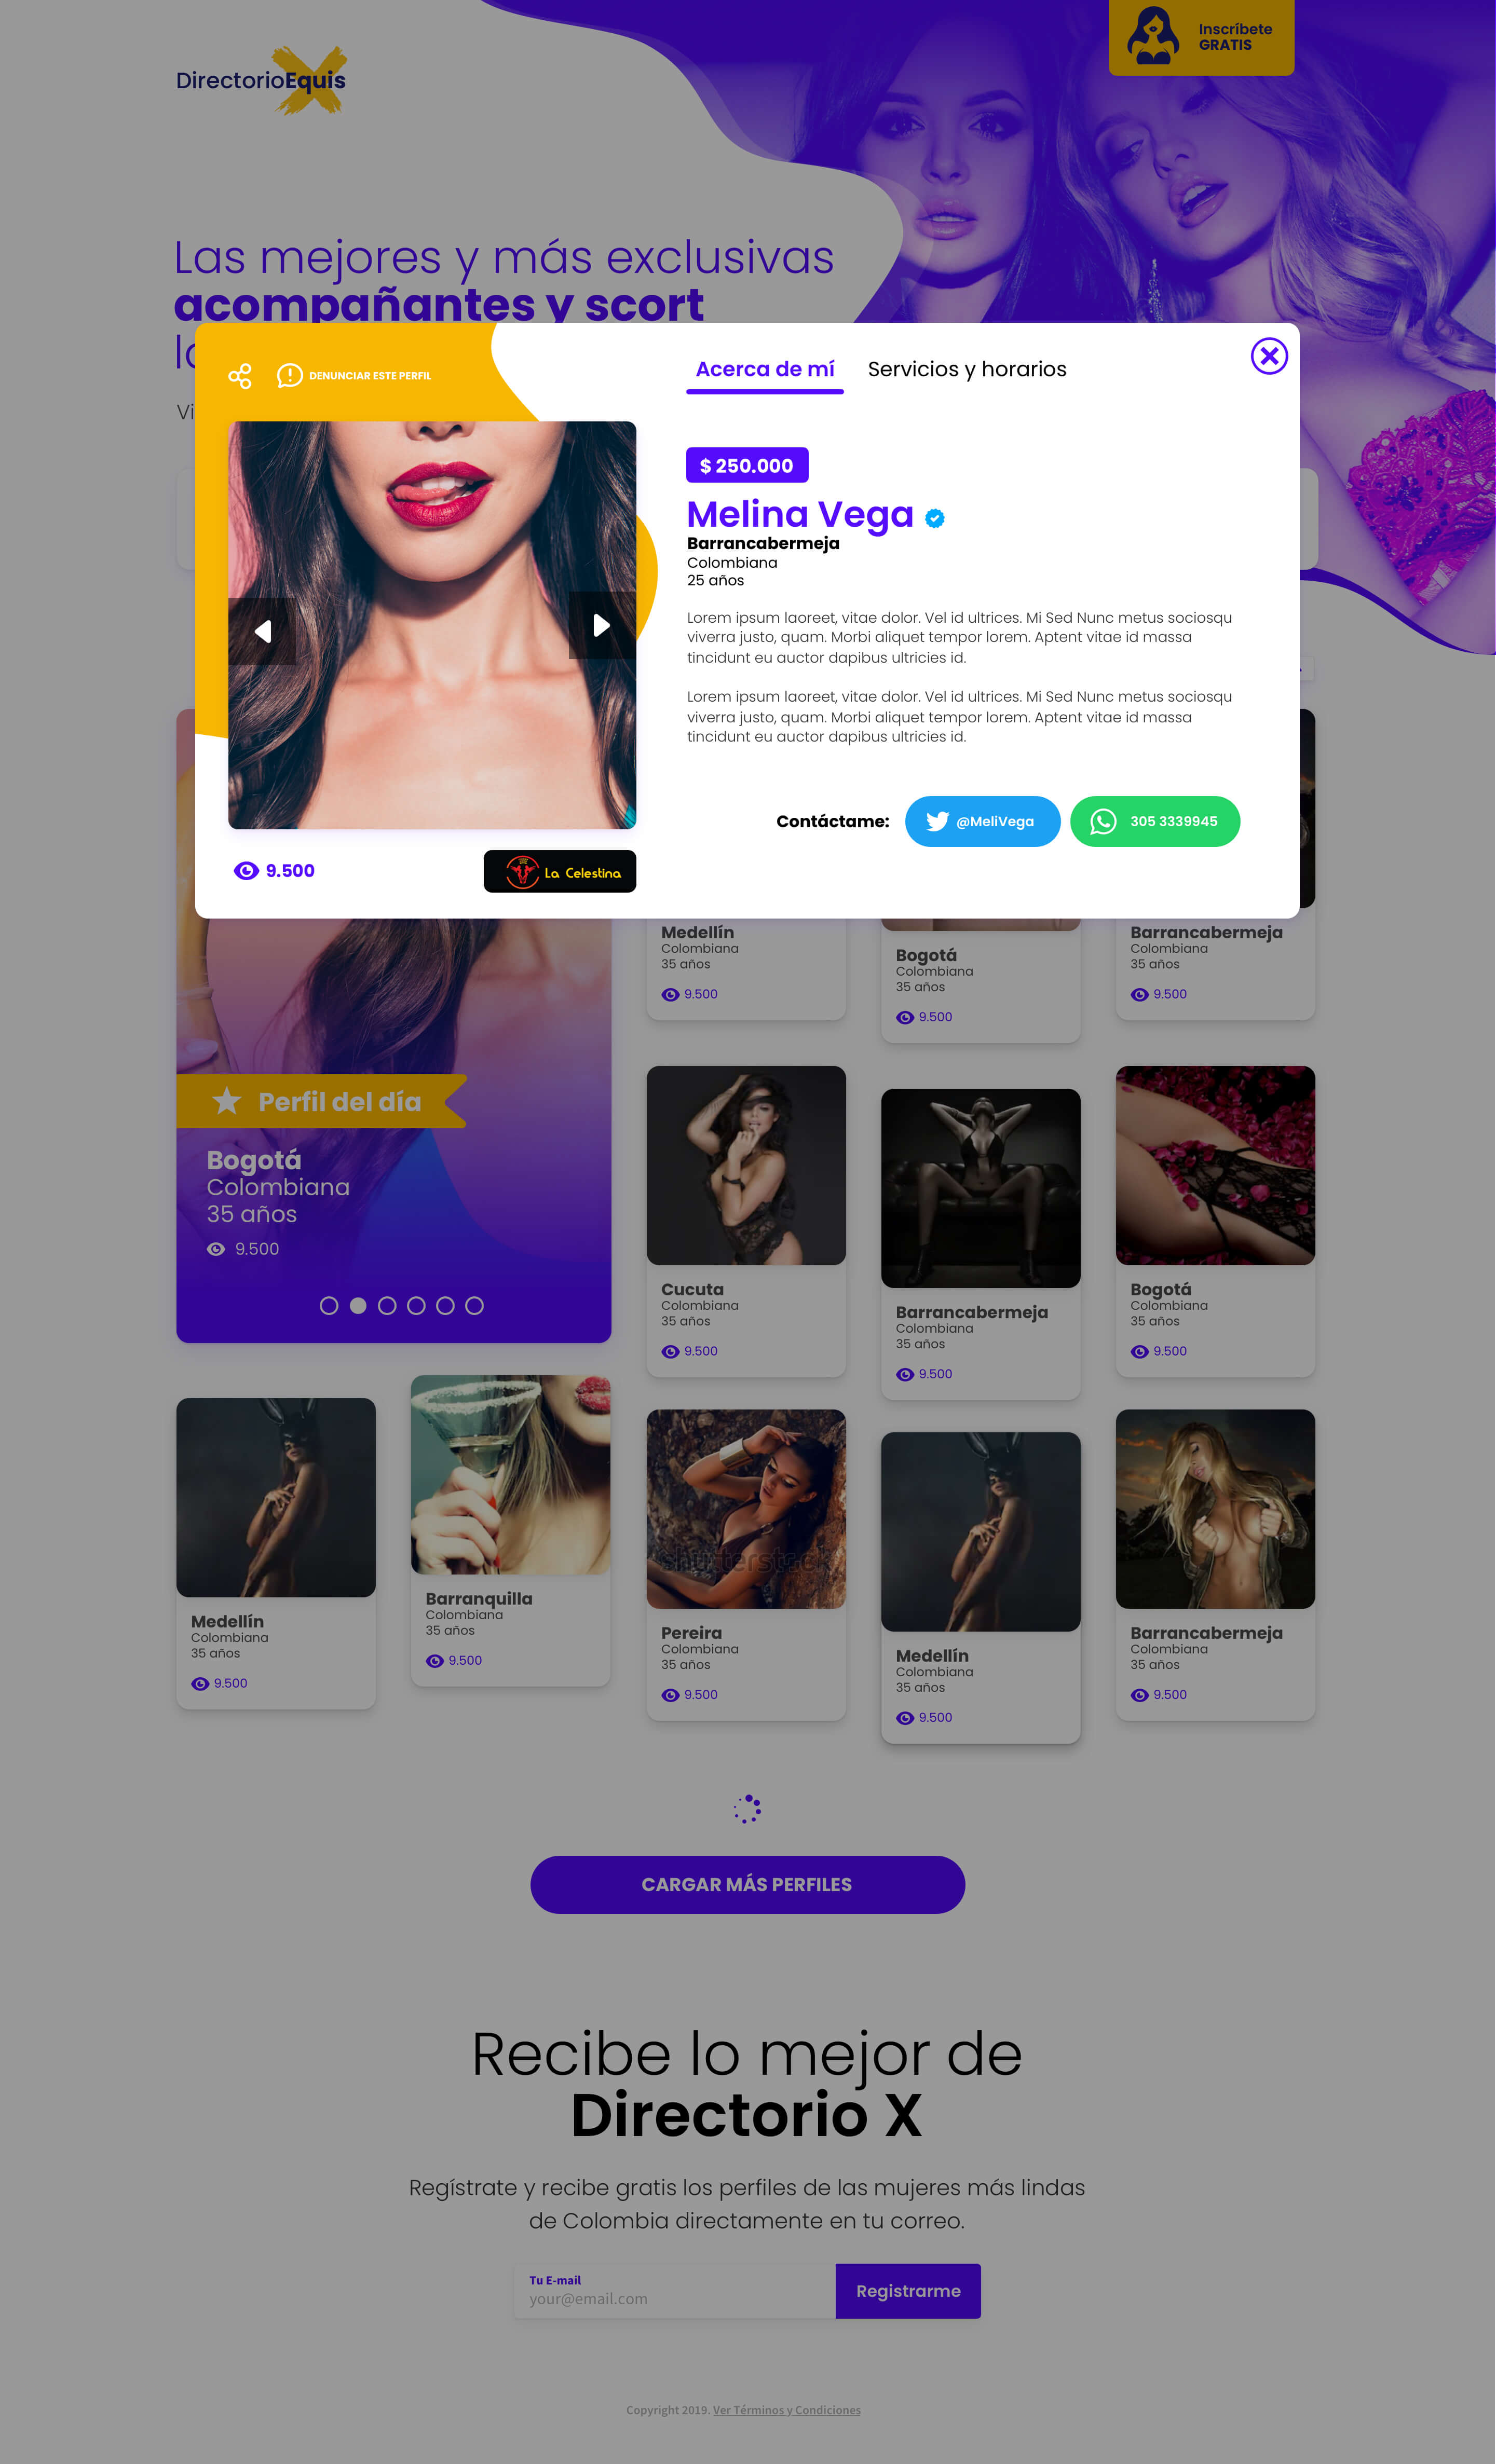 DirectorioEquis
Inscríbete
GRATIS
Las mejores y más exclusivas
acompañantes y scort
Vi
DENUNCIAR ESTE PERFIL
Acerca de mí
Servicios y horarios
$ 250.000
Melina Vega
Barrancabermeja
Colombiana
25 años
Lorem ipsum laoreet, vitae dolor. Vel id ultrices. Mi Sed Nunc metus sociosqu
viverra justo, quam. Morbi aliquet tempor lorem. Aptent vitae id massa
tincidunt eu auctor dapibus ultricies id.
Lorem ipsum laoreet, vitae dolor. Vel id ultrices. Mi Sed Nunc metus sociosqu
viverra justo, quam. Morbi aliquet tempor lorem. Aptent vitae id massa
tincidunt eu auctor dapibus ultricies id.
Contáctame:
@MeliVega
305 3339945
9.500
La Celestina
Perfil del día
Bogotá
Colombiana
35 años
9.500
Medellín
Colombiana
35 años
9.500
Bogotá
Colombiana
35 años
9.500
Barrancabermeja
Colombiana
35 años
9.500
Cucuta
Colombiana
35 años
9.500
Barrancabermeja
Colombiana
35 años
9.500
Bogotá
Colombiana
35 años
9.500
Medellín
Colombiana
35 años
9.500
Barranquilla
Colombiana
35 años
9.500
shutterstock
Pereira
Colombiana
35 años
9.500
Medellín
Colombiana
35 años
9.500
Barrancabermeja
Colombiana
35 años
9.500
CARGAR MÁS PERFILES
Recibe lo mejor de
Directorio X
Regístrate y recibe gratis los perfiles de las mujeres más lindas
de Colombia directamente en tu correo.
Tu E-mail
your@email.com
Registrarme
Copyright 2019. Ver Términos y Condiciones